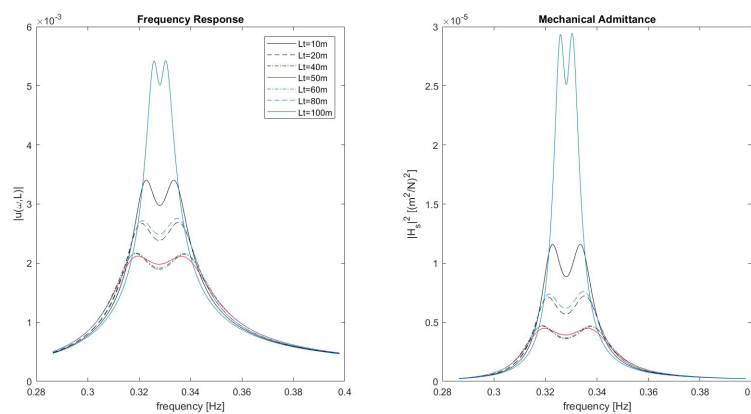 Frequency Response
6 ×10⁻³
5
4
3
2
1
0
0.28 0.3 0.32 0.34 0.36 0.38 0.4
frequency [Hz]
|u(ω,L)|
Lt=10m
Lt=20m
Lt=40m
Lt=50m
Lt=60m
Lt=80m
Lt=100m
Mechanical Admittance
3 ×10⁻⁵
2.5
2
1.5
1
0.5
0
0.28 0.3 0.32 0.34 0.36 0.38 0.4
frequency [Hz]
|Hₛ|² [(m²/N)²]